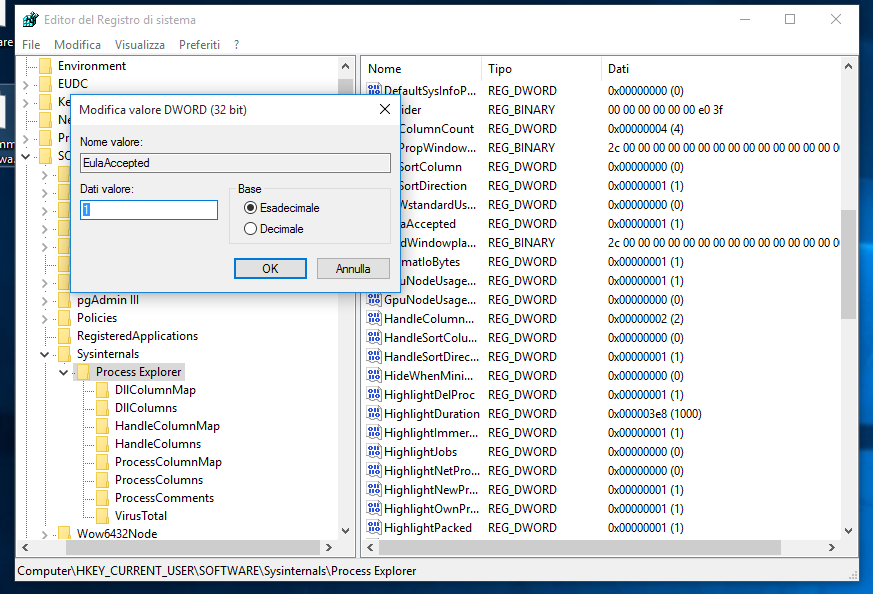 Editor del Registro di sistema
File Modifica Visualizza Preferiti ?
Environment
EUDC
SO
pgAdmin III
Policies
RegisteredApplications
Sysinternals
Process Explorer
DllColumnMap
DllColumns
HandleColumnMap
HandleColumns
ProcessColumnMap
ProcessColumns
ProcessComments
VirusTotal
Wow6432Node
Modifica valore DWORD (32 bit)
Nome valore:
EulaAccepted
Dati valore:
1
Base
Esadecimale
Decimale
OK Annulla
Nome Tipo Dati
DefaultSysInfoP... REG_DWORD 0x00000000 (0)
ider REG_BINARY 00 00 00 00 00 00 e0 3f
ColumnCount REG_DWORD 0x00000004 (4)
PropWindow... REG_BINARY 2c 00 00 00 00 00 00 00 00 00 00 00 00 00 00 00
SortColumn REG_DWORD 0x00000000 (0)
SortDirection REG_DWORD 0x00000001 (1)
WstandardUs... REG_DWORD 0x00000000 (0)
aAccepted REG_DWORD 0x00000001 (1)
dWindowpla... REG_BINARY 2c 00 00 00 00 00 00 00 00 00 00 00 00 00 00 00
matIoBytes REG_DWORD 0x00000001 (1)
uNodeUsage... REG_DWORD 0x00000001 (1)
GpuNodeUsage... REG_DWORD 0x00000000 (0)
HandleColumn... REG_DWORD 0x00000002 (2)
HandleSortColu... REG_DWORD 0x00000000 (0)
HandleSortDirec... REG_DWORD 0x00000001 (1)
HideWhenMini... REG_DWORD 0x00000000 (0)
HighlightDelProc REG_DWORD 0x00000001 (1)
HighlightDuration REG_DWORD 0x000003e8 (1000)
HighlightImmer... REG_DWORD 0x00000001 (1)
HighlightJobs REG_DWORD 0x00000000 (0)
HighlightNetPro... REG_DWORD 0x00000000 (0)
HighlightNewPr... REG_DWORD 0x00000001 (1)
HighlightOwnPr... REG_DWORD 0x00000001 (1)
HighlightPacked REG_DWORD 0x00000001 (1)
Computer\HKEY_CURRENT_USER\SOFTWARE\Sysinternals\Process Explorer